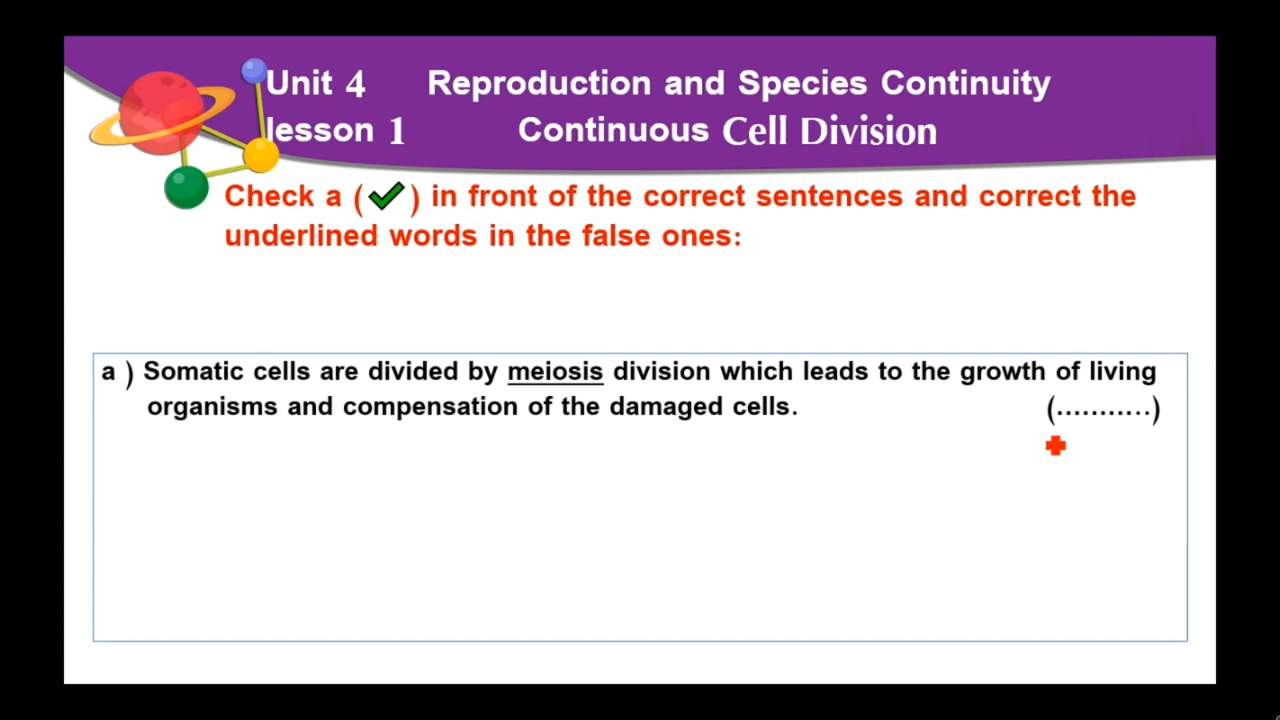 Unit 4 Reproduction and Species Continuity
lesson 1 Continuous Cell Division
Check a (✔) in front of the correct sentences and correct the
underlined words in the false ones:
a ) Somatic cells are divided by meiosis division which leads to the growth of living
organisms and compensation of the damaged cells. (...........)